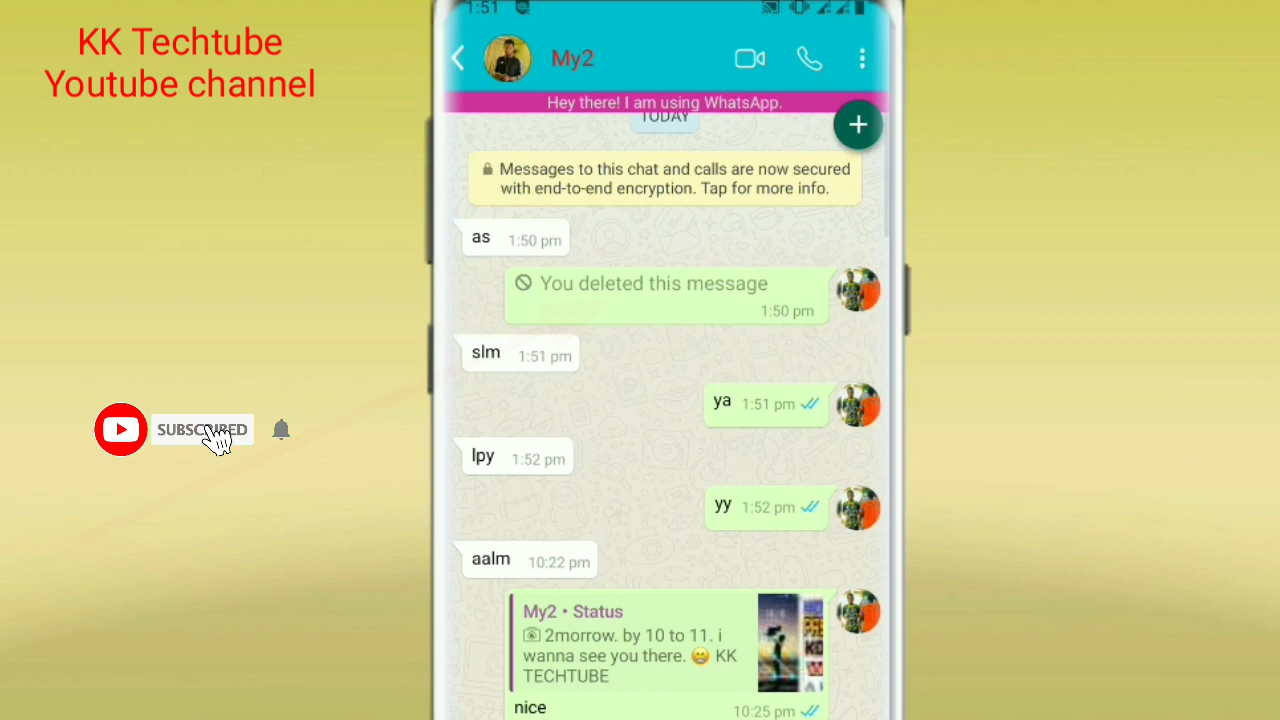 KK Techtube
Youtube channel
1:51
My2
Hey there! I am using WhatsApp.
TODAY
Messages to this chat and calls are now secured
with end-to-end encryption. Tap for more info.
as 1:50 pm
You deleted this message
1:50 pm
slm 1:51 pm
ya 1:51 pm
SUBSCRIBED
lpy 1:52 pm
yy 1:52 pm
aalm 10:22 pm
My2 • Status
2morrow. by 10 to 11. i
wanna see you there. 😁 KK
TECHTUBE
nice 10:25 pm